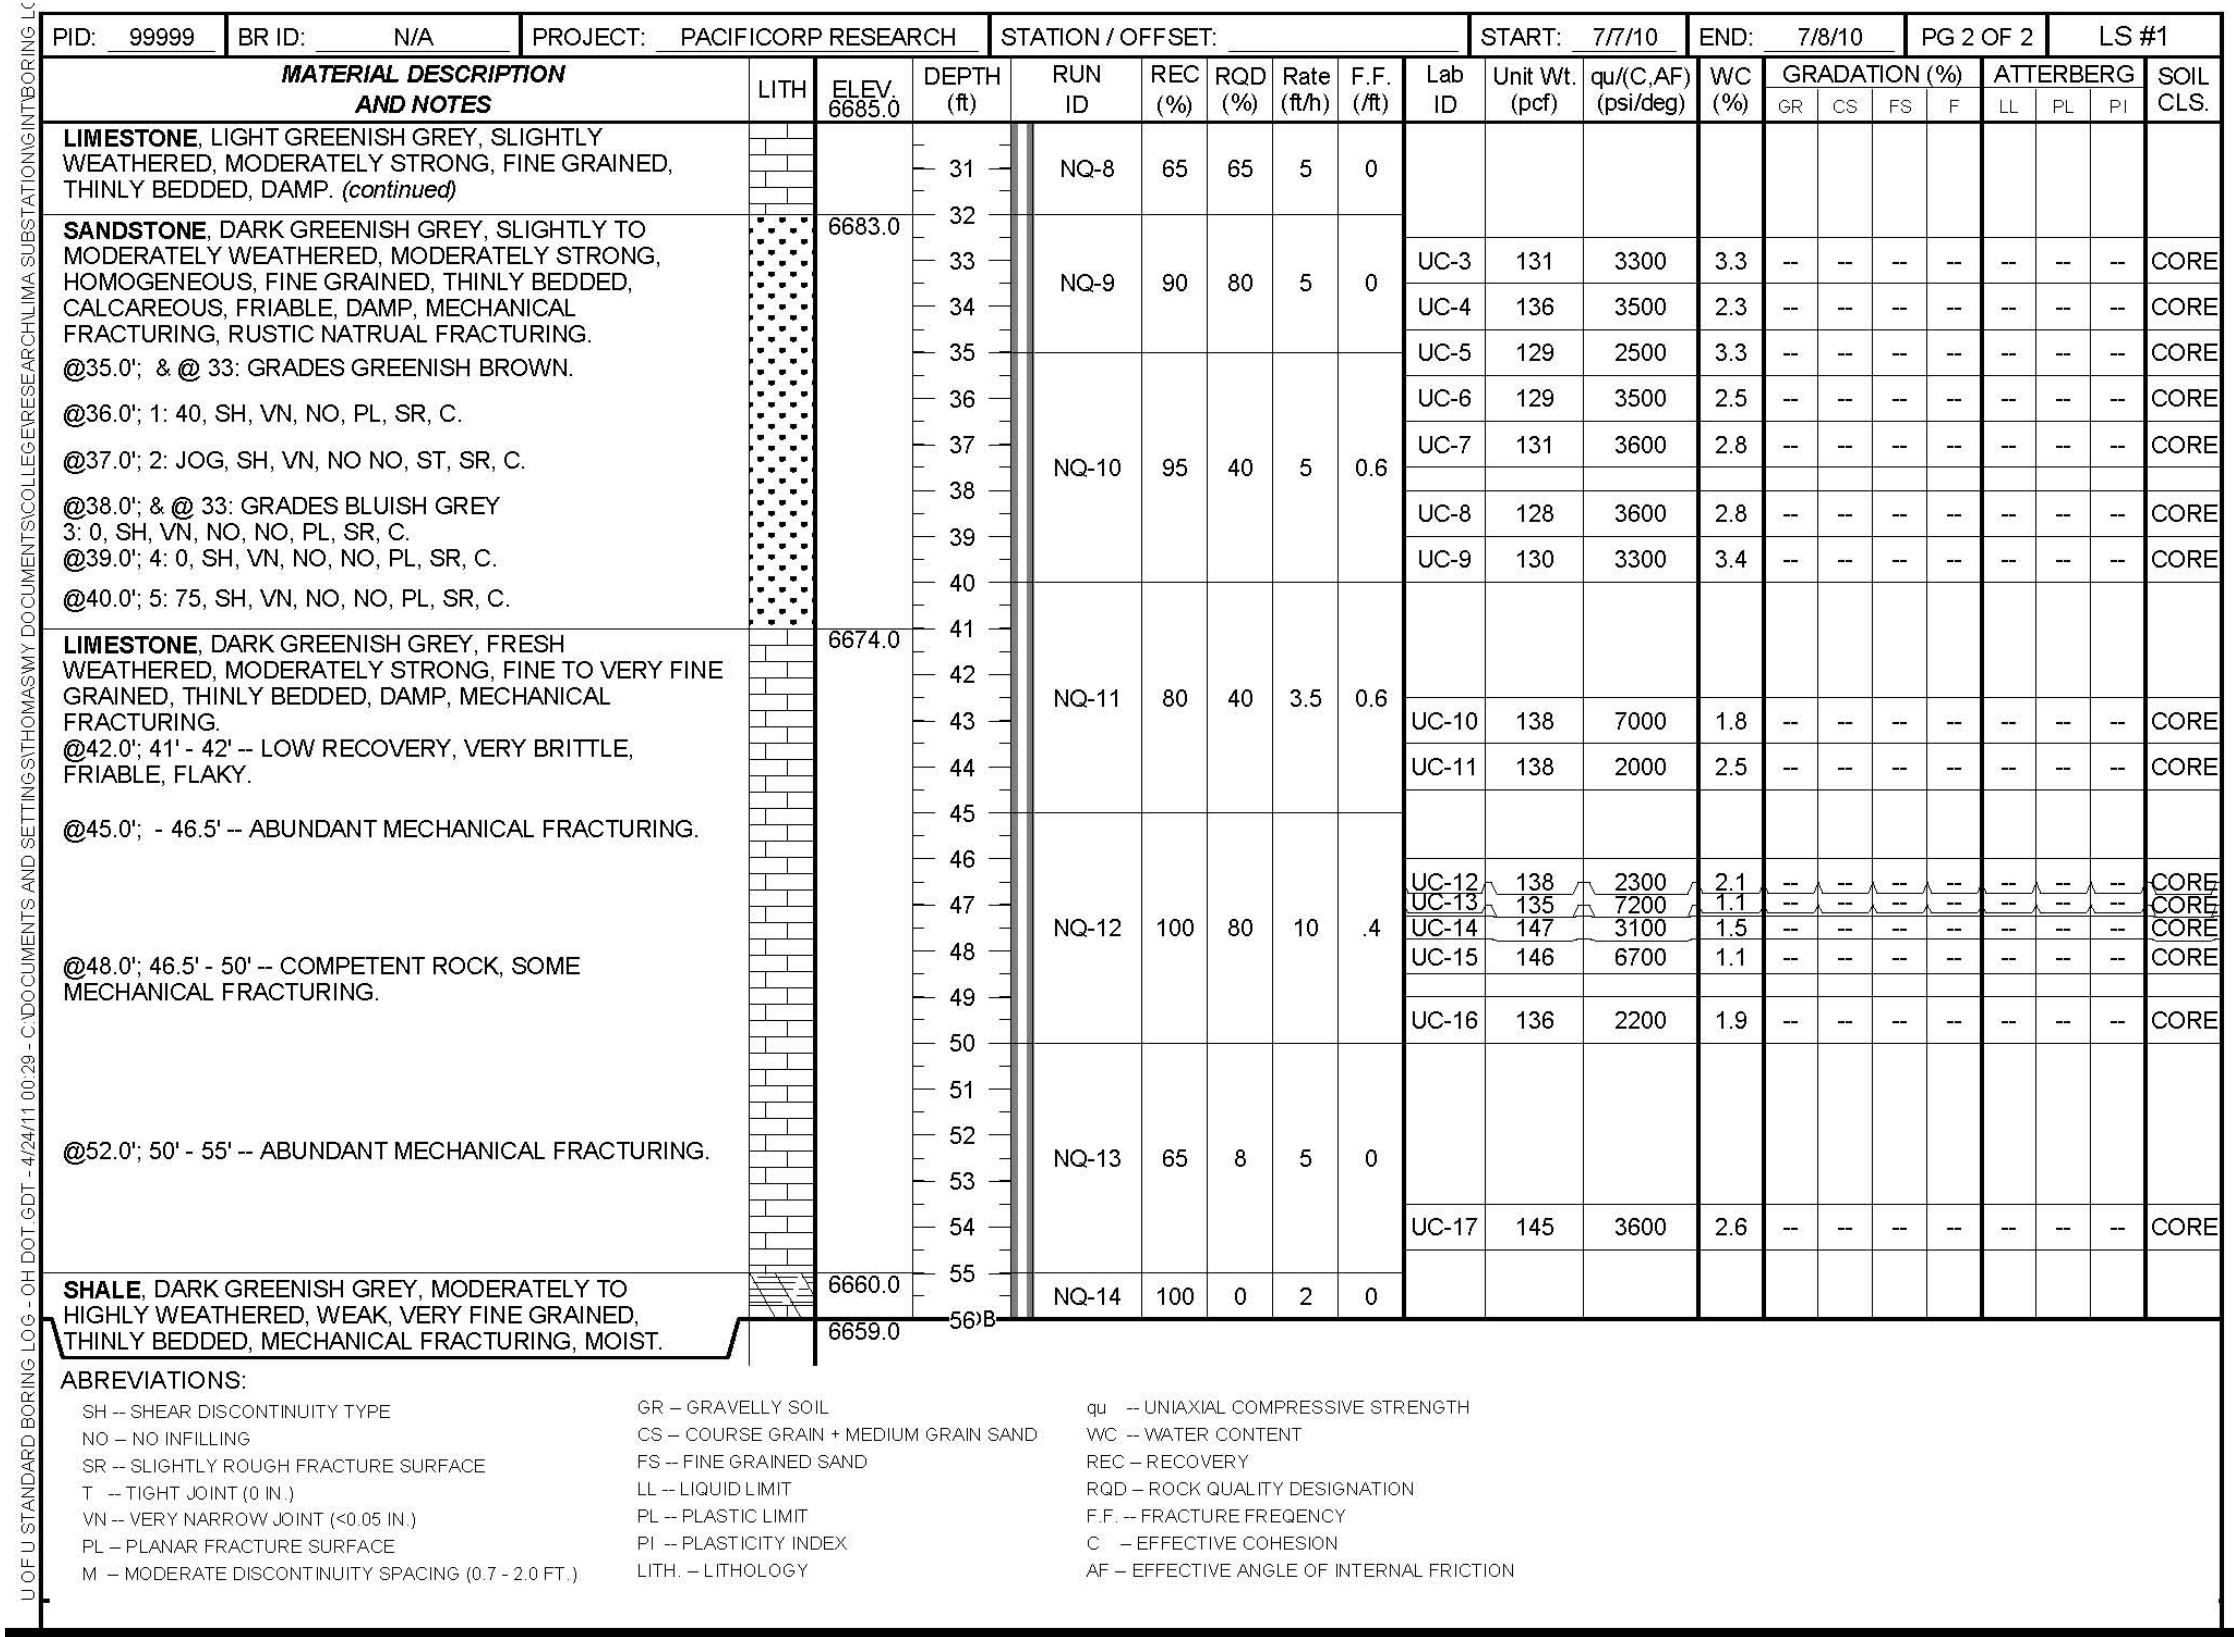 PID: 99999 BR ID: N/A PROJECT: PACIFICORP RESEARCH STATION / OFFSET: START: 7/7/10 END: 7/8/10 PG 2 OF 2 LS #1
MATERIAL DESCRIPTION AND NOTES LITH ELEV. 6685.0 DEPTH (ft) RUN ID REC (%) RQD (%) Rate (ft/h) F.F. (/ft) Lab ID Unit Wt. (pcf) qu/(C,AF) (psi/deg) WC (%) GRADATION (%) ATTERBERG SOIL CLS.
GR CS FS F LL PL PI
LIMESTONE, LIGHT GREENISH GREY, SLIGHTLY
WEATHERED, MODERATELY STRONG, FINE GRAINED,
THINLY BEDDED, DAMP. (continued)
31 NQ-8 65 65 5 0
32
6683.0
SANDSTONE, DARK GREENISH GREY, SLIGHTLY TO
MODERATELY WEATHERED, MODERATELY STRONG,
HOMOGENEOUS, FINE GRAINED, THINLY BEDDED,
CALCAREOUS, FRIABLE, DAMP, MECHANICAL
FRACTURING, RUSTIC NATRUAL FRACTURING.
33 UC-3 131 3300 3.3 -- -- -- -- -- -- -- CORE
NQ-9 90 80 5 0
34 UC-4 136 3500 2.3 -- -- -- -- -- -- -- CORE
35 UC-5 129 2500 3.3 -- -- -- -- -- -- -- CORE
@35.0'; & @ 33: GRADES GREENISH BROWN.
36 UC-6 129 3500 2.5 -- -- -- -- -- -- -- CORE
@36.0'; 1: 40, SH, VN, NO, PL, SR, C.
37 UC-7 131 3600 2.8 -- -- -- -- -- -- -- CORE
@37.0'; 2: JOG, SH, VN, NO NO, ST, SR, C.
NQ-10 95 40 5 0.6
38
@38.0'; & @ 33: GRADES BLUISH GREY
UC-8 128 3600 2.8 -- -- -- -- -- -- -- CORE
3: 0, SH, VN, NO, NO, PL, SR, C.
39
@39.0'; 4: 0, SH, VN, NO, NO, PL, SR, C.
UC-9 130 3300 3.4 -- -- -- -- -- -- -- CORE
40
@40.0'; 5: 75, SH, VN, NO, NO, PL, SR, C.
41
6674.0
LIMESTONE, DARK GREENISH GREY, FRESH
WEATHERED, MODERATELY STRONG, FINE TO VERY FINE
GRAINED, THINLY BEDDED, DAMP, MECHANICAL
FRACTURING.
42
NQ-11 80 40 3.5 0.6
43 UC-10 138 7000 1.8 -- -- -- -- -- -- -- CORE
@42.0'; 41' - 42' -- LOW RECOVERY, VERY BRITTLE,
FRIABLE, FLAKY.
44 UC-11 138 2000 2.5 -- -- -- -- -- -- -- CORE
45
@45.0'; - 46.5' -- ABUNDANT MECHANICAL FRACTURING.
46
UC-12 138 2300 2.1 -- -- -- -- -- -- -- CORE
47 UC-13 135 7200 1.1 -- -- -- -- -- -- -- CORE
NQ-12 100 80 10 .4 UC-14 147 3100 1.5 -- -- -- -- -- -- -- CORE
48 UC-15 146 6700 1.1 -- -- -- -- -- -- -- CORE
@48.0'; 46.5' - 50' -- COMPETENT ROCK, SOME
MECHANICAL FRACTURING.
49
UC-16 136 2200 1.9 -- -- -- -- -- -- -- CORE
50
51
52
@52.0'; 50' - 55' -- ABUNDANT MECHANICAL FRACTURING.
NQ-13 65 8 5 0
53
54 UC-17 145 3600 2.6 -- -- -- -- -- -- -- CORE
55
6660.0
SHALE, DARK GREENISH GREY, MODERATELY TO
HIGHLY WEATHERED, WEAK, VERY FINE GRAINED,
THINLY BEDDED, MECHANICAL FRACTURING, MOIST.
NQ-14 100 0 2 0
56
6659.0
ABREVIATIONS:
SH -- SHEAR DISCONTINUITY TYPE
NO – NO INFILLING
SR -- SLIGHTLY ROUGH FRACTURE SURFACE
T -- TIGHT JOINT (0 IN.)
VN -- VERY NARROW JOINT (<0.05 IN.)
PL – PLANAR FRACTURE SURFACE
M – MODERATE DISCONTINUITY SPACING (0.7 - 2.0 FT.)
GR – GRAVELLY SOIL
CS – COURSE GRAIN + MEDIUM GRAIN SAND
FS -- FINE GRAINED SAND
LL -- LIQUID LIMIT
PL -- PLASTIC LIMIT
PI -- PLASTICITY INDEX
LITH. – LITHOLOGY
qu -- UNIAXIAL COMPRESSIVE STRENGTH
WC -- WATER CONTENT
REC – RECOVERY
RQD – ROCK QUALITY DESIGNATION
F.F. -- FRACTURE FREQENCY
C – EFFECTIVE COHESION
AF – EFFECTIVE ANGLE OF INTERNAL FRICTION
U OF U STANDARD BORING LOG - OH DOT.GDT - 4/24/11 00:29 - C:\DOCUMENTS AND SETTINGS\THOMAS\MY DOCUMENTS\COLLEGE\RESEARCH\LIMA SUBSTATION\GINT\BORING